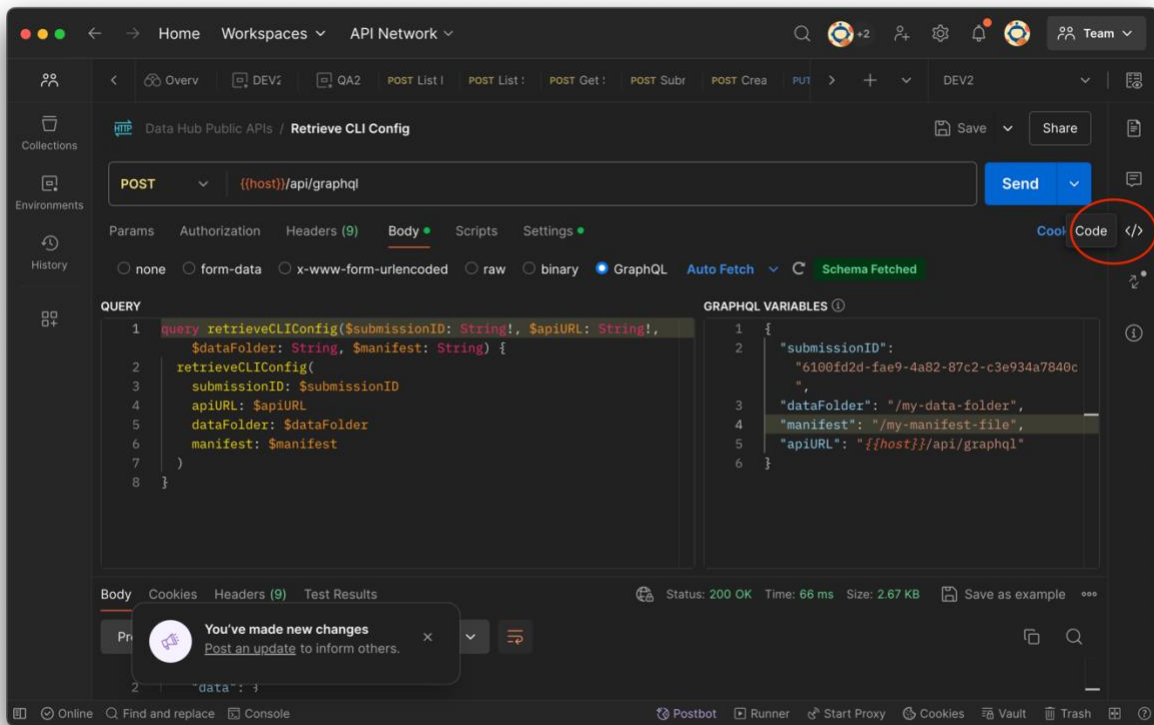 Home Workspaces API Network +2 Team
Overv DEV2 QA2 POST List I POST List : POST Get : POST Subr POST Crea PUT DEV2
Collections
Environments
History
HTTP Data Hub Public APIs / Retrieve CLI Config Save Share
POST {{host}}/api/graphql Send
Params Authorization Headers (9) Body Scripts Settings Cook Code </>
none form-data x-www-form-urlencoded raw binary GraphQL Auto Fetch Schema Fetched
QUERY
1 query retrieveCLIConfig($submissionID: String!, $apiURL: String!,
$dataFolder: String, $manifest: String) {
2 retrieveCLIConfig(
3 submissionID: $submissionID
4 apiURL: $apiURL
5 dataFolder: $dataFolder
6 manifest: $manifest
7 )
8 }
GRAPHQL VARIABLES
1 {
2 "submissionID":
"6100fd2d-fae9-4a82-87c2-c3e934a7840c
",
3 "dataFolder": "/my-data-folder",
4 "manifest": "/my-manifest-file",
5 "apiURL": "{{host}}/api/graphql"
6 }
Body Cookies Headers (9) Test Results Status: 200 OK Time: 66 ms Size: 2.67 KB Save as example
Pr
You've made new changes
Post an update to inform others.
2 "data": {
Online Find and replace Console Postbot Runner Start Proxy Cookies Vault Trash